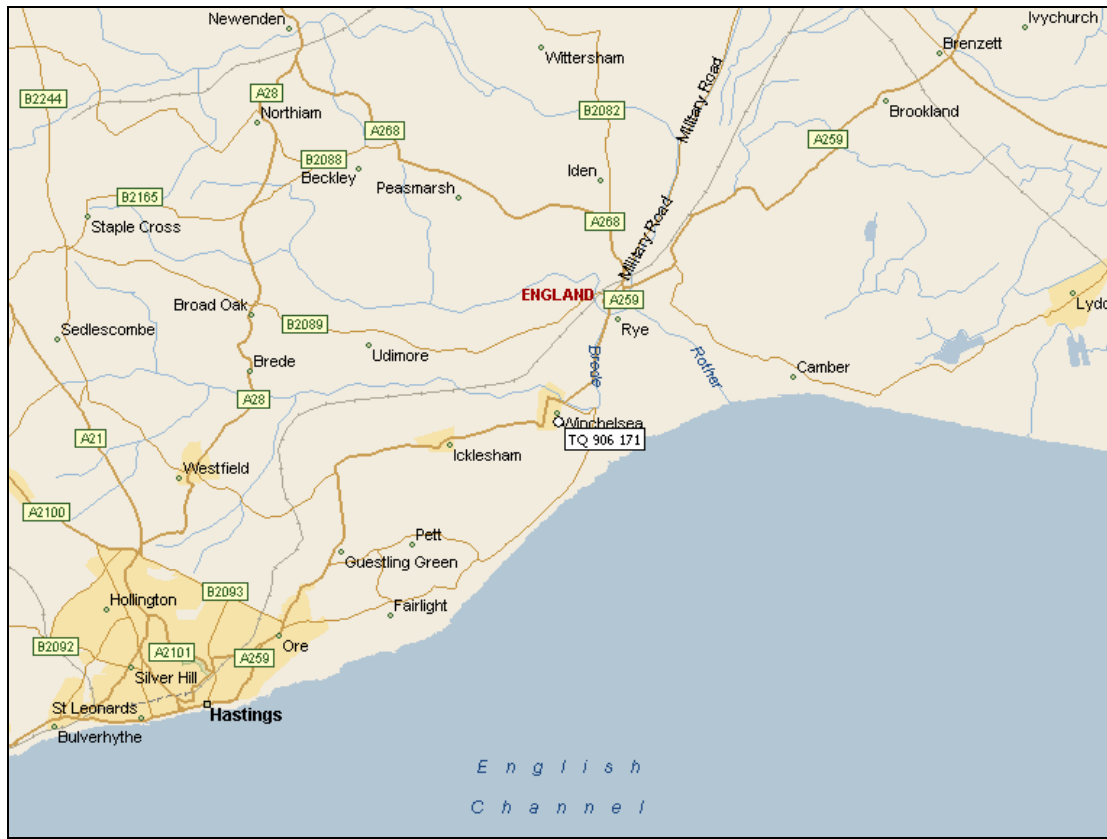 Newenden
Ivychurch
Wittersham
Brenzett
Military Road
B2244
A28
Northiam
B2082
Brookland
A268
A259
B2088
Beckley
Iden
Peasmarsh
B2165
Staple Cross
A268
Military Road
ENGLAND
A259
Broad Oak
Lydd
Sedlescombe
B2089
Rye
Udimore
Brede
Brede
Rother
Camber
A28
Winchelsea
A21
TQ 906 171
Icklesham
Westfield
A2100
Pett
Guestling Green
B2093
Hollington
Fairlight
B2092
A2101
A259
Ore
Silver Hill
St Leonards
Hastings
Bulverhythe
English
Channel